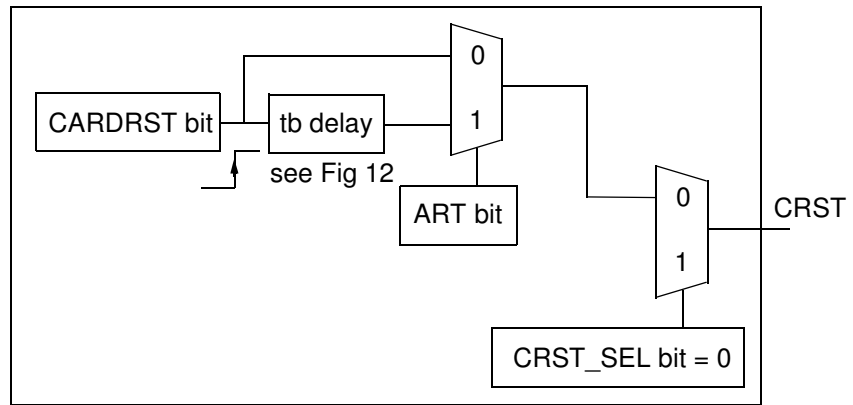 0
CARDRST bit
tb delay
1
see Fig 12
ART bit
0
CRST
1
CRST_SEL bit = 0